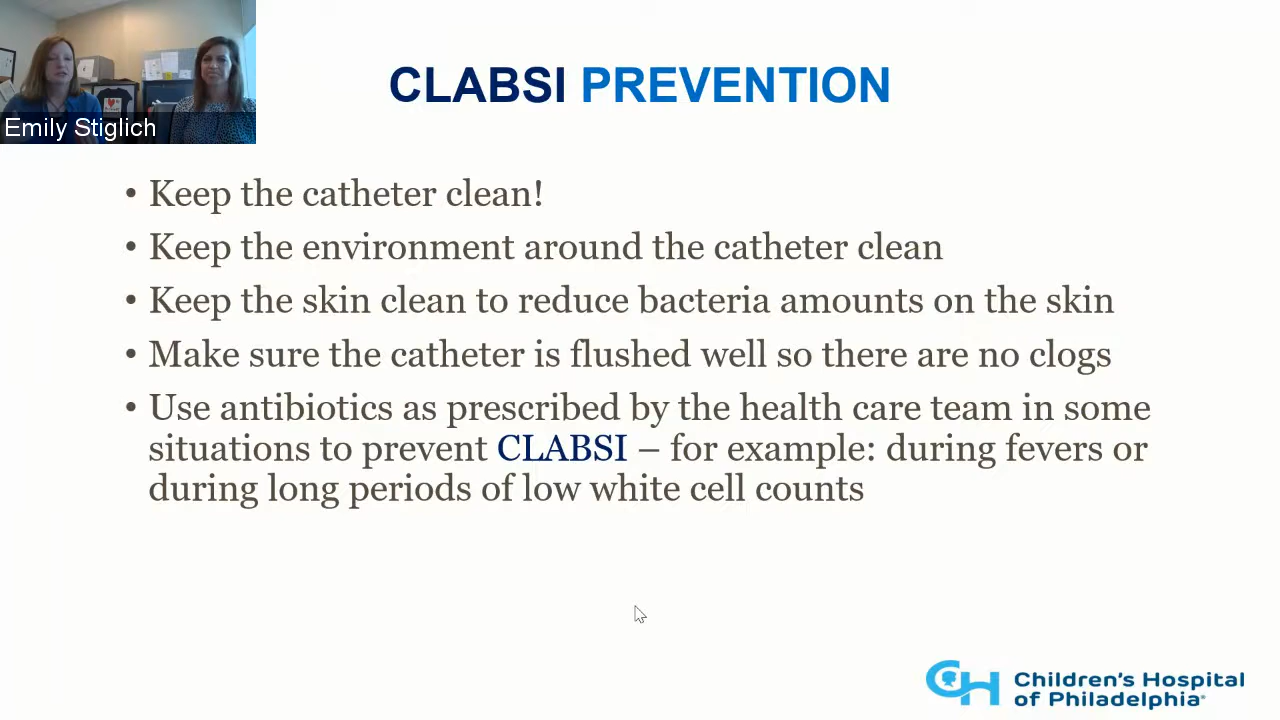 Emily Stiglich
CLABSI PREVENTION
• Keep the catheter clean!
• Keep the environment around the catheter clean
• Keep the skin clean to reduce bacteria amounts on the skin
• Make sure the catheter is flushed well so there are no clogs
• Use antibiotics as prescribed by the health care team in some
situations to prevent CLABSI – for example: during fevers or
during long periods of low white cell counts
CH Children's Hospital
of Philadelphia®